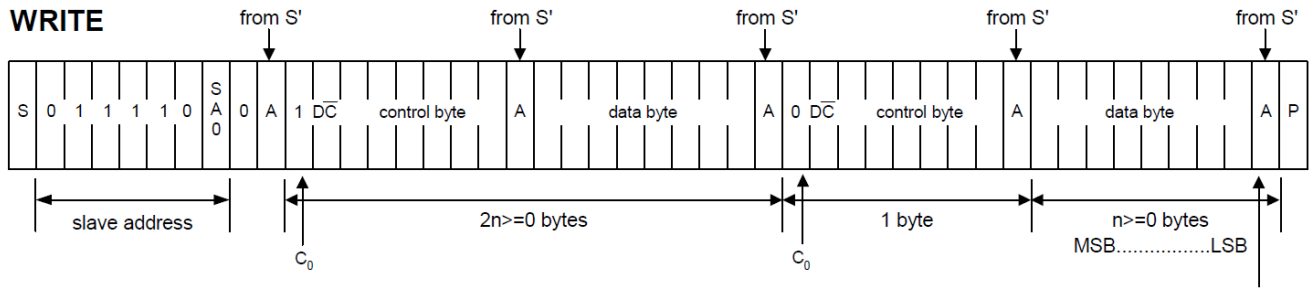 WRITE
from S' from S' from S' from S' from S'
S 0 1 1 1 1 0 SA0 0 A 1 DC̅ control byte A data byte A 0 DC̅ control byte A data byte A P
slave address 2n>=0 bytes 1 byte n>=0 bytes
MSB.................LSB
C₀ C₀